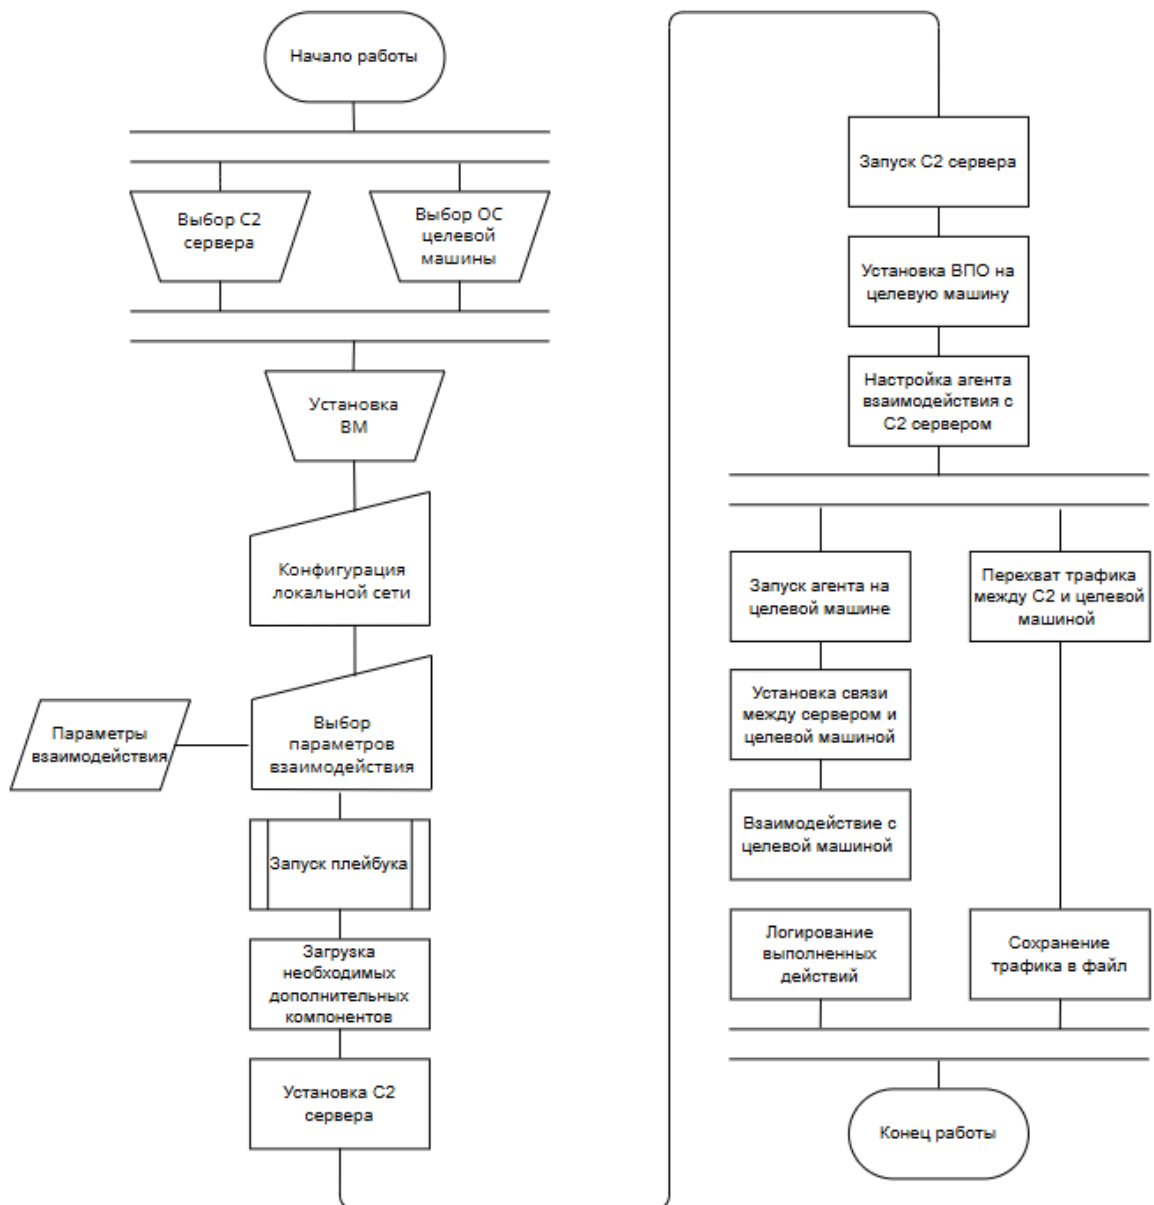 Начало работы
Выбор С2
сервера
Выбор ОС
целевой
машины
Установка
ВМ
Конфигурация
локальной сети
Параметры
взаимодействия
Выбор
параметров
взаимодействия
Запуск плейбука
Загрузка
необходимых
дополнительных
компонентов
Установка С2
сервера
Запуск С2 сервера
Установка ВПО на
целевую машину
Настройка агента
взаимодействия с
С2 сервером
Запуск агента на
целевой машине
Перехват трафика
между С2 и целевой
машиной
Установка связи
между сервером и
целевой машиной
Взаимодействие с
целевой машиной
Логирование
выполненных
действий
Сохранение
трафика в файл
Конец работы